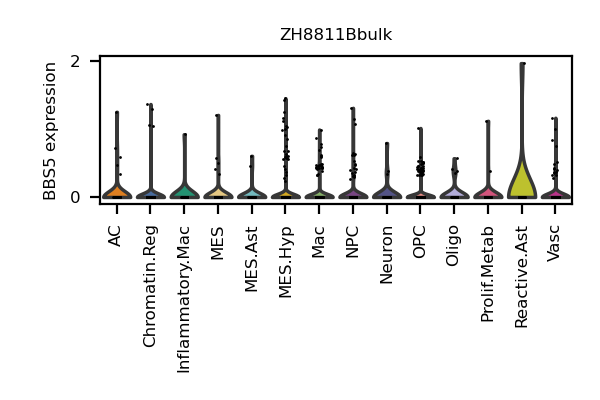 ZH8811Bbulk
BBS5 expression
2
0
AC
Chromatin.Reg
Inflammatory.Mac
MES
MES.Ast
MES.Hyp
Mac
NPC
Neuron
OPC
Oligo
Prolif.Metab
Reactive.Ast
Vasc